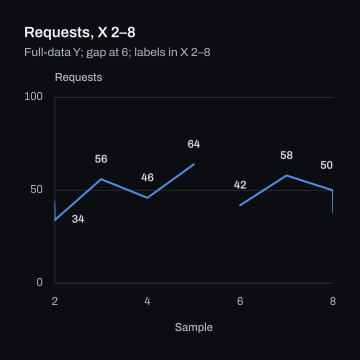 Requests, X 2–8
Full-data Y; gap at 6; labels in X 2–8
Requests
100
50
0
34
56
46
64
42
58
50
2 4 6 8
Sample